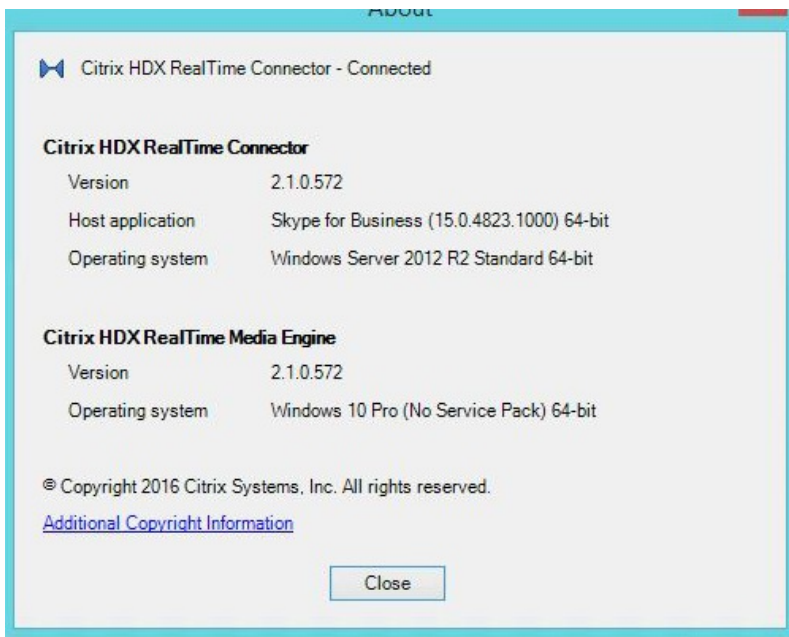 About
Citrix HDX RealTime Connector - Connected
Citrix HDX RealTime Connector
Version 2.1.0.572
Host application Skype for Business (15.0.4823.1000) 64-bit
Operating system Windows Server 2012 R2 Standard 64-bit
Citrix HDX RealTime Media Engine
Version 2.1.0.572
Operating system Windows 10 Pro (No Service Pack) 64-bit
© Copyright 2016 Citrix Systems, Inc. All rights reserved.
Additional Copyright Information
Close